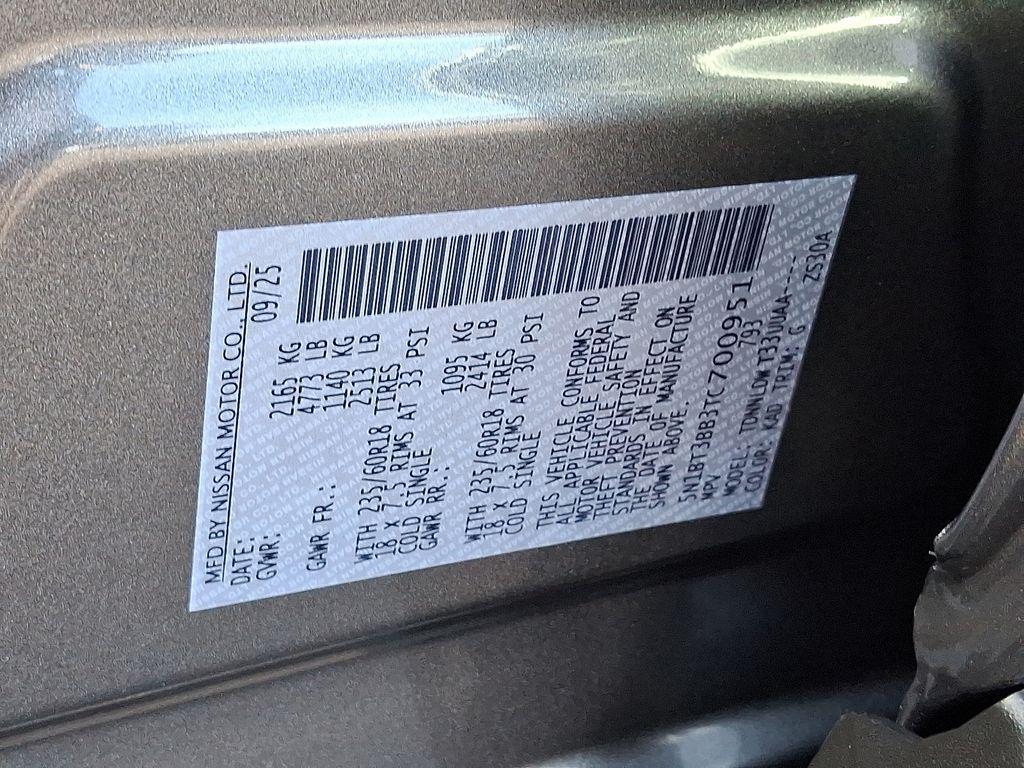 MFD BY NISSAN MOTOR CO., LTD.
DATE: 09/25
GVWR: 2165 KG
4773 LB
GAWR FR.: 1140 KG
2513 LB
WITH 235/60R18 TIRES
18 X 7.5 RIMS AT 33 PSI
COLD SINGLE
GAWR RR.: 1095 KG
2414 LB
WITH 235/60R18 TIRES
18 X 7.5 RIMS AT 30 PSI
COLD SINGLE
THIS VEHICLE CONFORMS TO
ALL APPLICABLE FEDERAL
MOTOR VEHICLE SAFETY AND
THEFT PREVENTION
STANDARDS IN EFFECT ON
THE DATE OF MANUFACTURE
SHOWN ABOVE.
5N1BT3BB3TC700951
MPV 793
MODEL: TDNNLDW T33UUAA-----
COLOR: KAD TRIM: G ZS30A